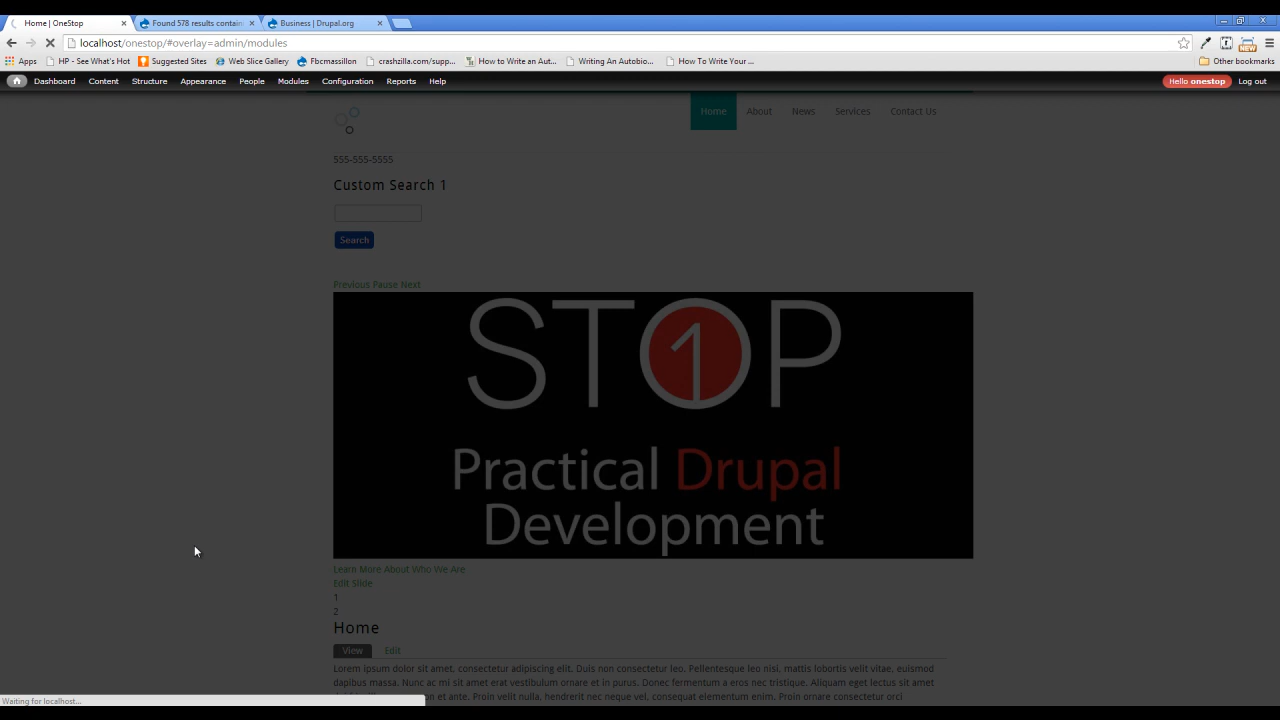 Home | OneStop
Found 578 results contain
Business | Drupal.org
localhost/onestop/#overlay=admin/modules
Apps
HP - See What's Hot
Suggested Sites
Web Slice Gallery
Fbcmassillon
crashzilla.com/supp...
How to Write an Aut...
Writing An Autobio...
How To Write Your ...
Other bookmarks
NEW
Dashboard Content Structure Appearance People Modules Configuration Reports Help
Hello onestop Log out
Home About News Services Contact Us
555-555-5555
Custom Search 1
Search
Previous Pause Next
ST1P
Practical Drupal
Development
Learn More About Who We Are
Edit Slide
1
2
Home
View Edit
Lorem ipsum dolor sit amet, consectetur adipiscing elit. Duis non consectetur leo. Pellentesque leo nisi, mattis lobortis velit vitae, euismod
dapibus massa. Nunc ac mi sit amet erat vestibulum ornare et in purus. Donec fermentum a eros nec tristique. Aliquam eget lectus sit amet
on et ante. Proin velit nulla, hendrerit nec neque vel, consequat elementum enim. Proin ornare consectetur orci
Waiting for localhost...